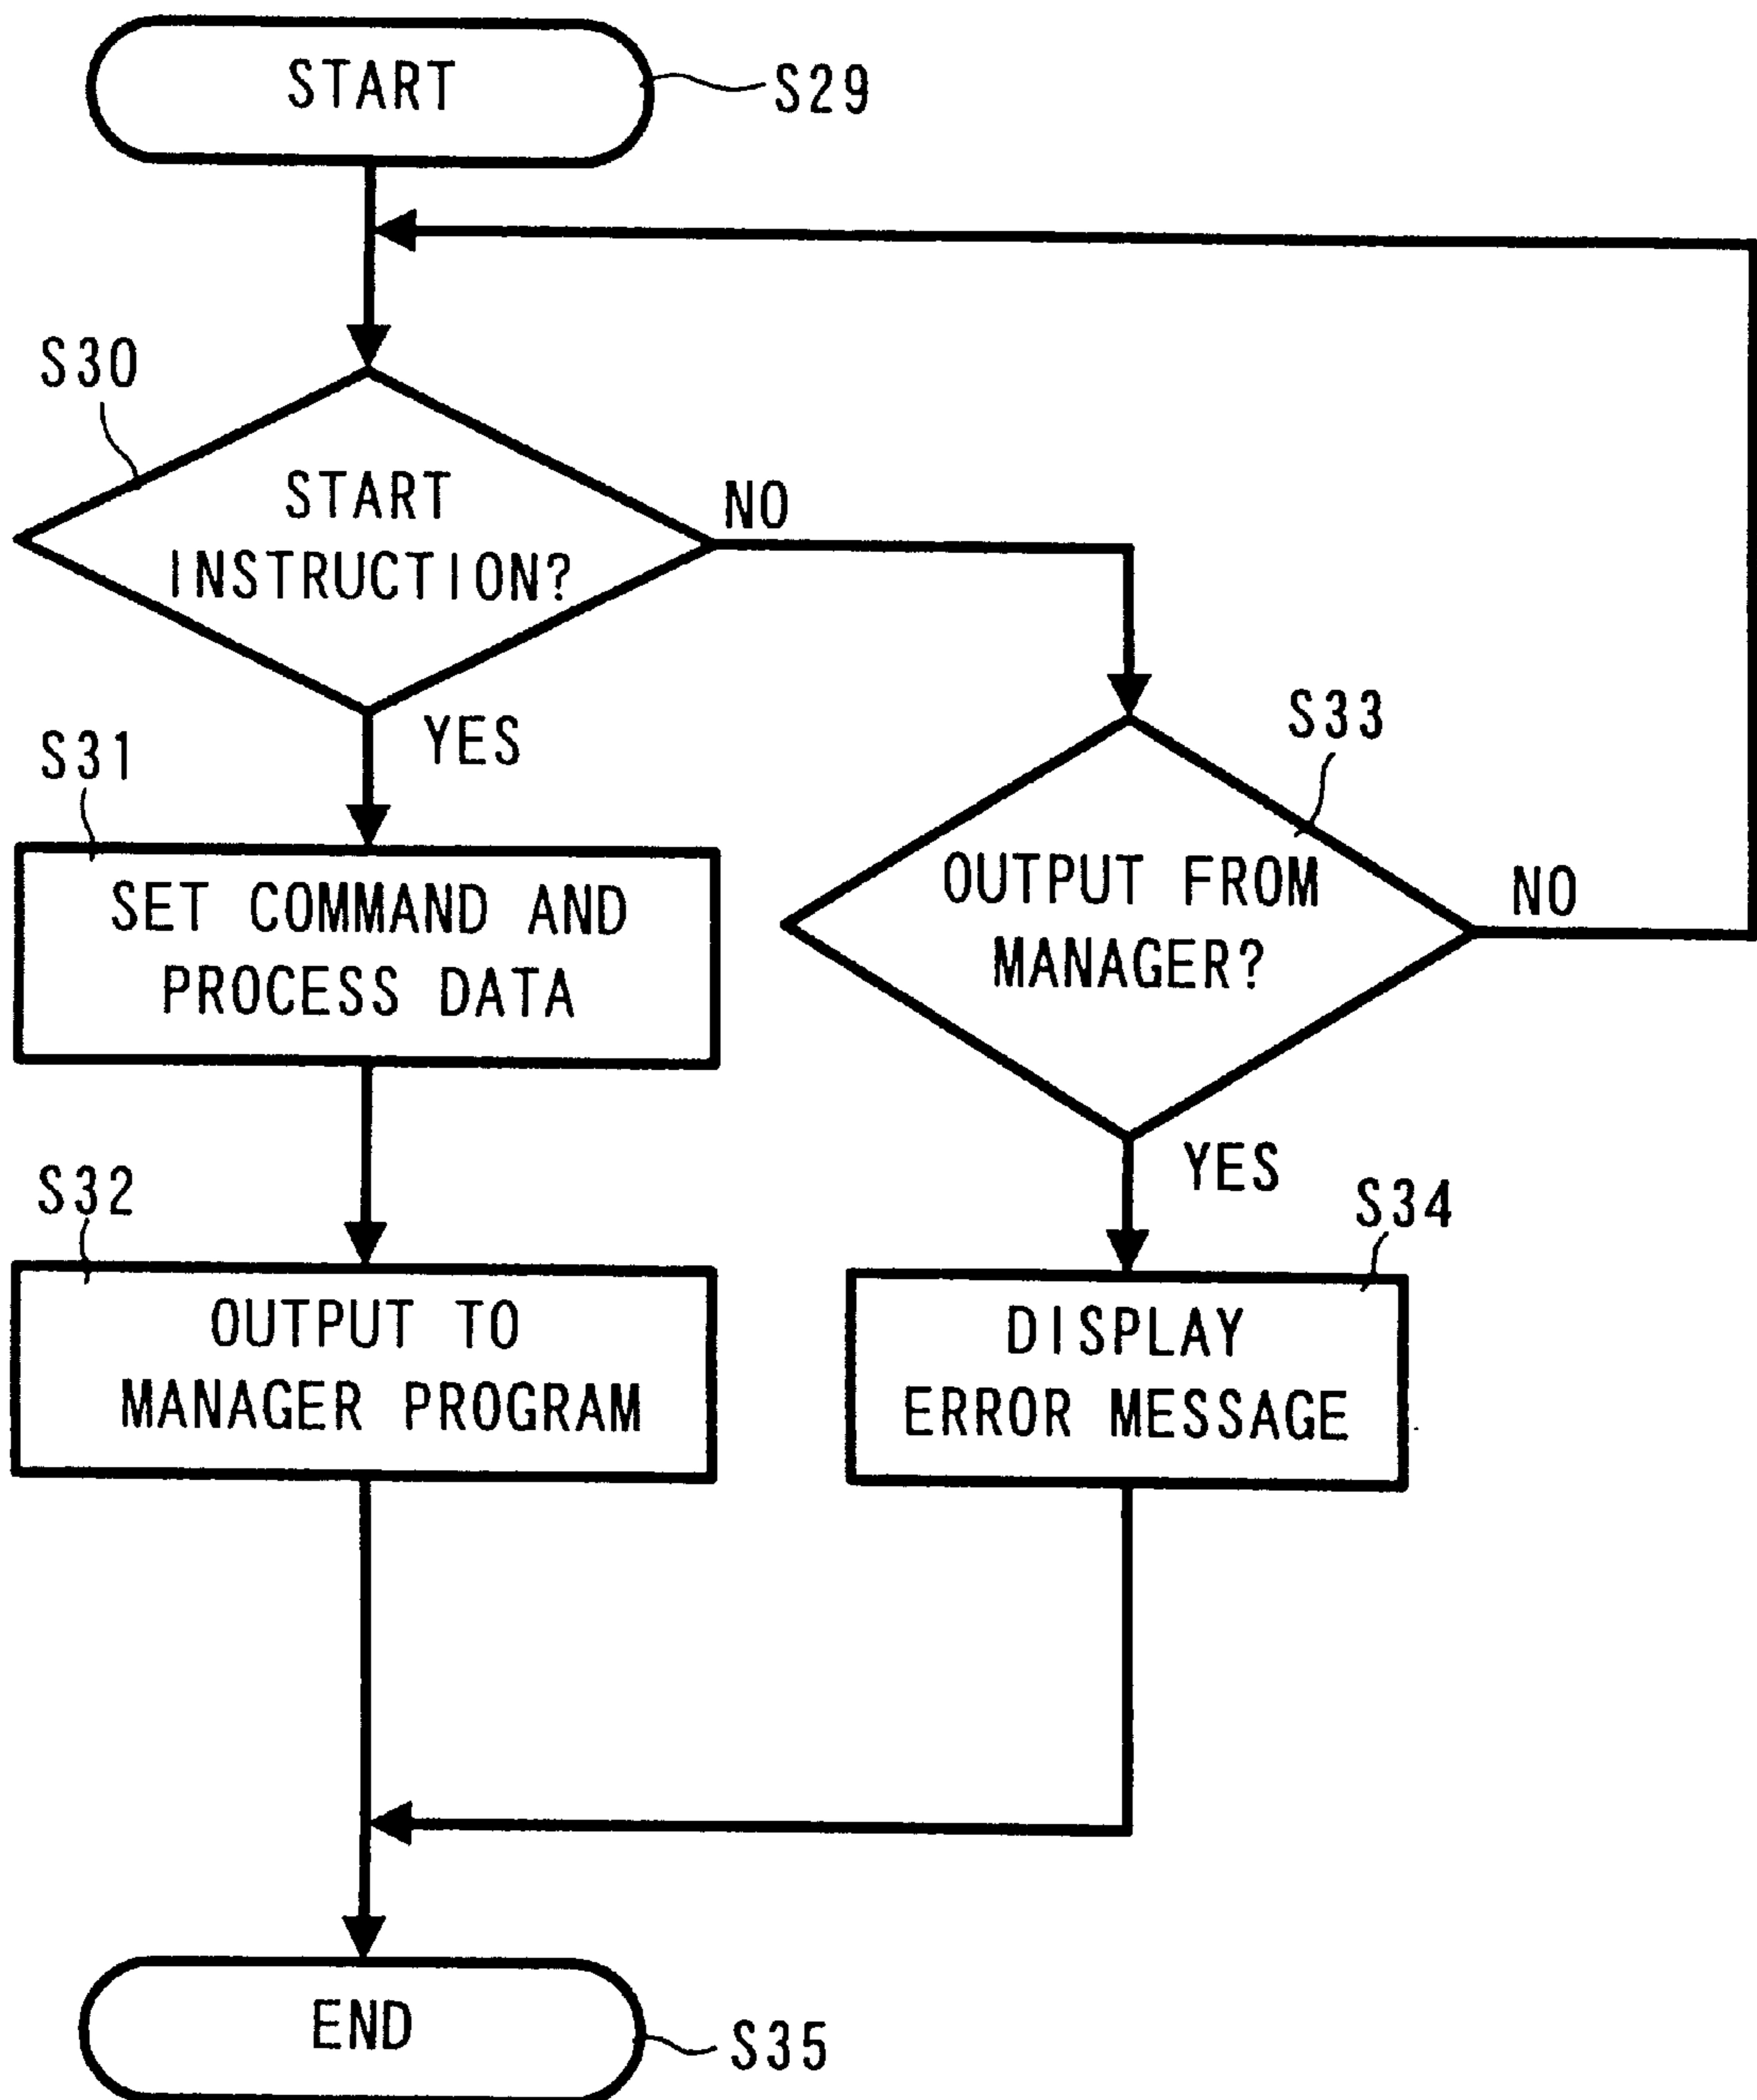 START
S29
S30
START
INSTRUCTION?
NO
YES
S31
SET COMMAND AND
PROCESS DATA
S32
OUTPUT TO
MANAGER PROGRAM
S33
OUTPUT FROM
MANAGER?
NO
YES
S34
DISPLAY
ERROR MESSAGE
END
S35